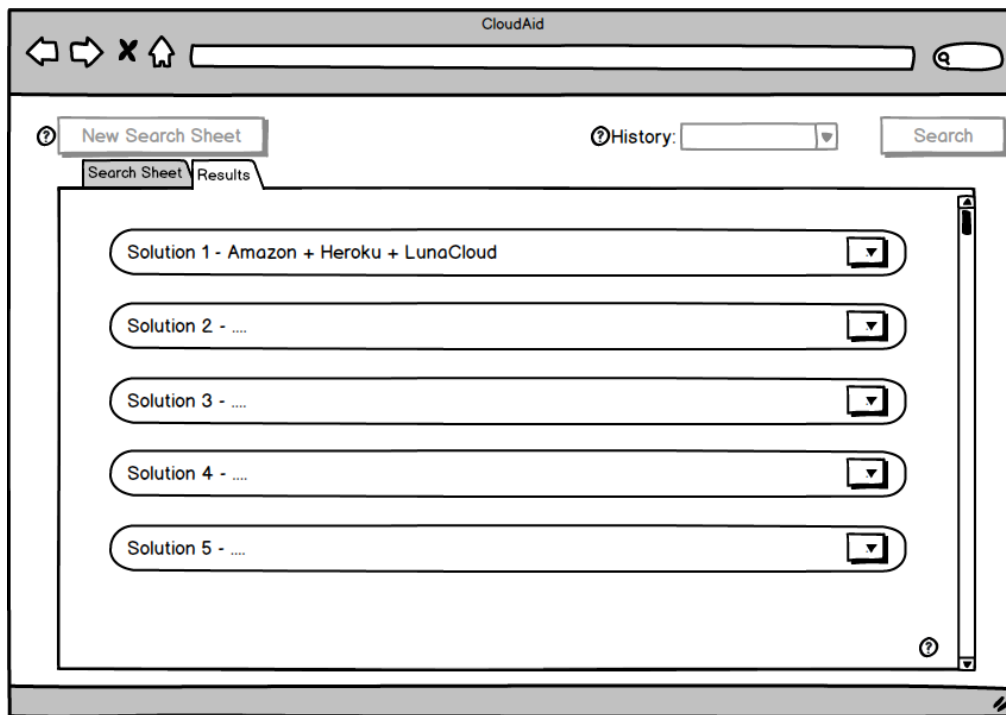 CloudAid
New Search Sheet
?History:
Search
Search Sheet
Results
Solution 1 - Amazon + Heroku + LunaCloud
Solution 2 - ....
Solution 3 - ....
Solution 4 - ....
Solution 5 - ....